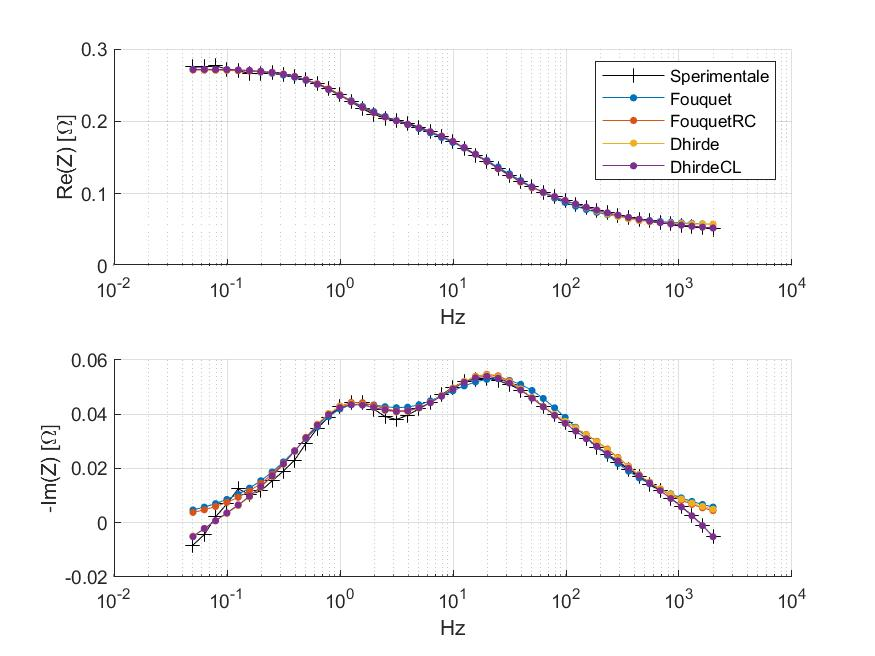 0.3
0.2
0.1
0
Re(Z) [Ω]
Sperimentale
Fouquet
FouquetRC
Dhirde
DhirdeCL
10^-2 10^-1 10^0 10^1 10^2 10^3 10^4
Hz
0.06
0.04
0.02
0
-0.02
-Im(Z) [Ω]
10^-2 10^-1 10^0 10^1 10^2 10^3 10^4
Hz